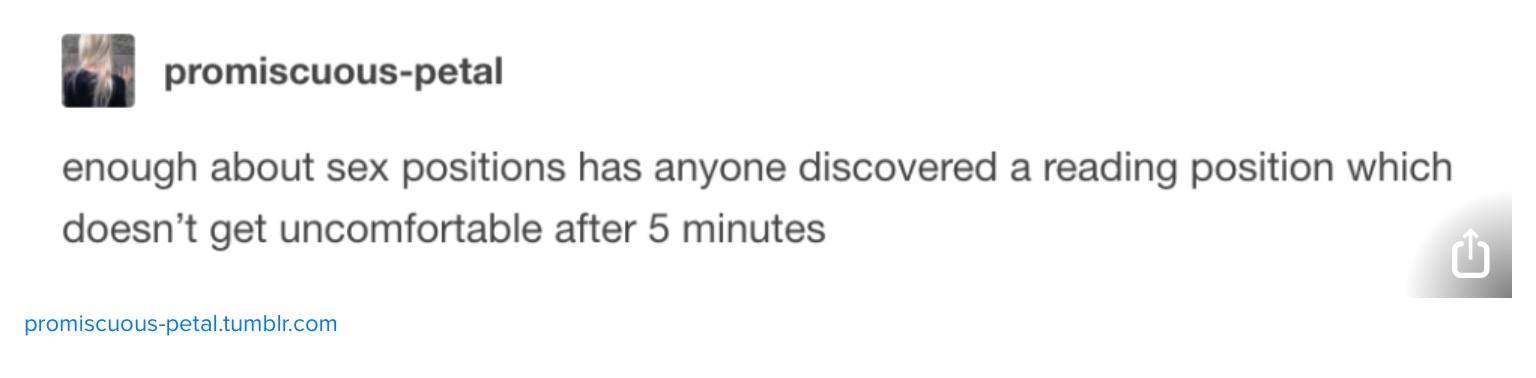 promiscuous-petal
enough about sex positions has anyone discovered a reading position which
doesn’t get uncomfortable after 5 minutes
promiscuous-petal.tumblr.com